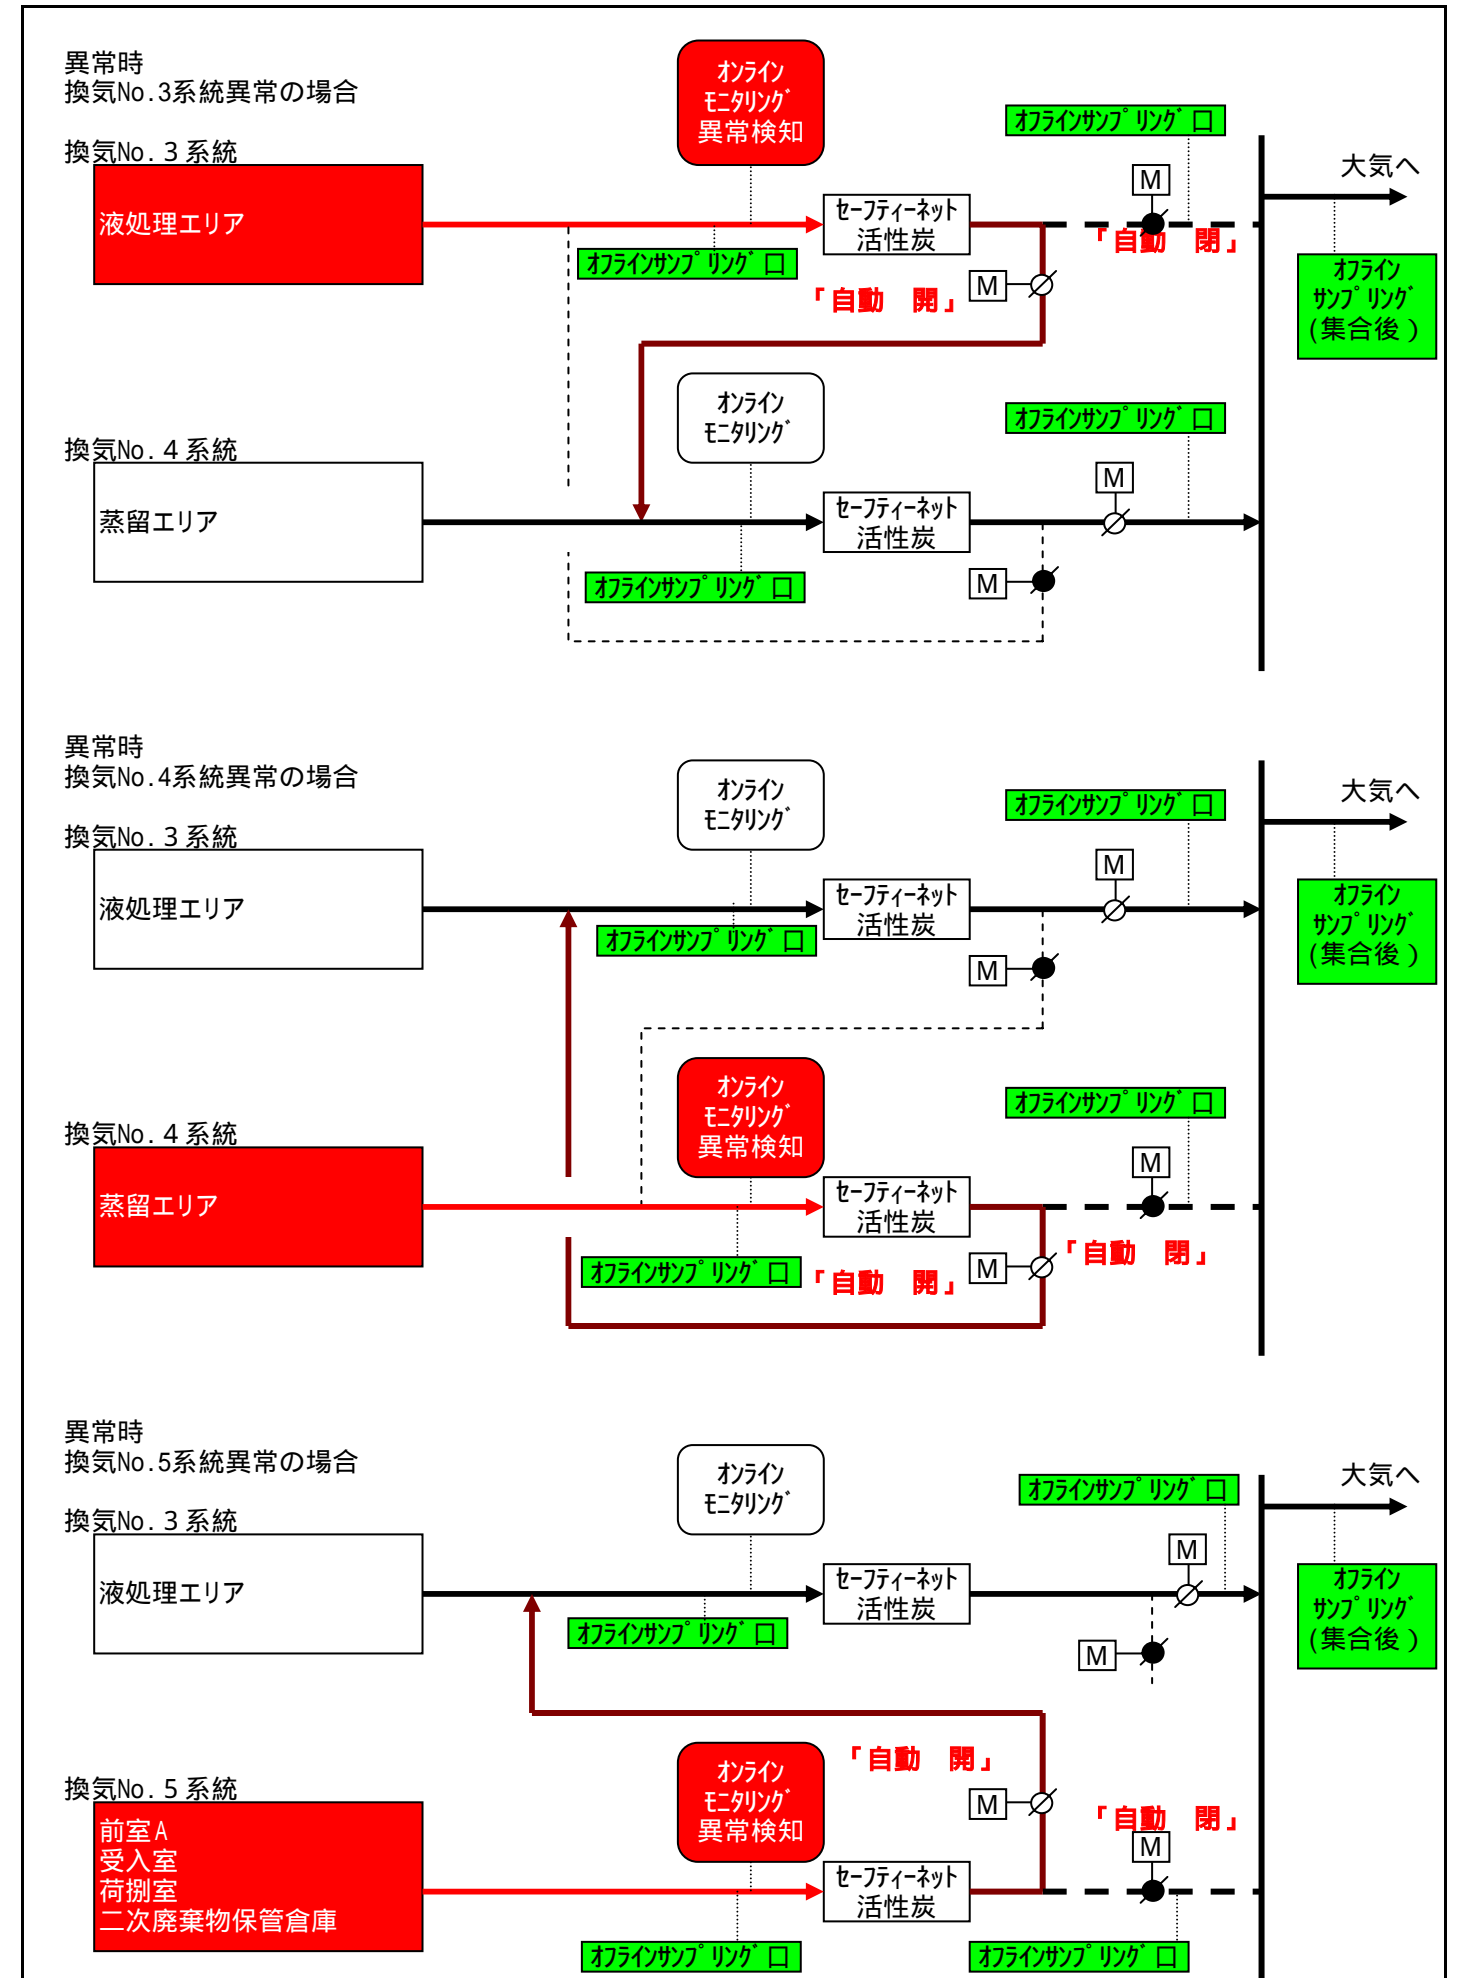 異常時
換気No.3系統異常の場合
換気No.３系統
液処理エリア
ｵﾝﾗｲﾝ
ﾓﾆﾀﾘﾝｸﾞ
異常検知
ｵﾌﾗｲﾝｻﾝﾌﾟﾘﾝｸﾞ口
M
大気へ
ｾｰﾌﾃｨｰﾈｯﾄ
活性炭
「自動　閉」
ｵﾌﾗｲﾝｻﾝﾌﾟﾘﾝｸﾞ口
M
「自動　開」
ｵﾌﾗｲﾝ
ｻﾝﾌﾟﾘﾝｸﾞ
(集合後）
換気No.４系統
蒸留エリア
ｵﾝﾗｲﾝ
ﾓﾆﾀﾘﾝｸﾞ
ｵﾌﾗｲﾝｻﾝﾌﾟﾘﾝｸﾞ口
M
ｾｰﾌﾃｨｰﾈｯﾄ
活性炭
ｵﾌﾗｲﾝｻﾝﾌﾟﾘﾝｸﾞ口
M
異常時
換気No.4系統異常の場合
換気No.３系統
液処理エリア
ｵﾝﾗｲﾝ
ﾓﾆﾀﾘﾝｸﾞ
ｵﾌﾗｲﾝｻﾝﾌﾟﾘﾝｸﾞ口
M
大気へ
ｾｰﾌﾃｨｰﾈｯﾄ
活性炭
ｵﾌﾗｲﾝｻﾝﾌﾟﾘﾝｸﾞ口
M
ｵﾌﾗｲﾝ
ｻﾝﾌﾟﾘﾝｸﾞ
(集合後）
換気No.４系統
蒸留エリア
ｵﾝﾗｲﾝ
ﾓﾆﾀﾘﾝｸﾞ
異常検知
ｵﾌﾗｲﾝｻﾝﾌﾟﾘﾝｸﾞ口
M
ｾｰﾌﾃｨｰﾈｯﾄ
活性炭
「自動　閉」
ｵﾌﾗｲﾝｻﾝﾌﾟﾘﾝｸﾞ口
「自動　開」
M
異常時
換気No.5系統異常の場合
換気No.３系統
液処理エリア
ｵﾝﾗｲﾝ
ﾓﾆﾀﾘﾝｸﾞ
ｵﾌﾗｲﾝｻﾝﾌﾟﾘﾝｸﾞ口
M
大気へ
ｾｰﾌﾃｨｰﾈｯﾄ
活性炭
ｵﾌﾗｲﾝｻﾝﾌﾟﾘﾝｸﾞ口
M
ｵﾌﾗｲﾝ
ｻﾝﾌﾟﾘﾝｸﾞ
(集合後）
換気No.５系統
前室A
受入室
荷捌室
二次廃棄物保管倉庫
ｵﾝﾗｲﾝ
ﾓﾆﾀﾘﾝｸﾞ
異常検知
「自動　開」
M
「自動　閉」
M
ｾｰﾌﾃｨｰﾈｯﾄ
活性炭
ｵﾌﾗｲﾝｻﾝﾌﾟﾘﾝｸﾞ口
ｵﾌﾗｲﾝｻﾝﾌﾟﾘﾝｸﾞ口